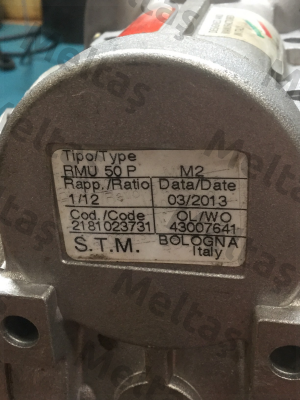 Tipo/Type
RMU 50 P M2
Rapp./Ratio Data/Date
1/12 03/2013
Cod./Code OL/WO
2181023731 43007641
S.T.M. BOLOGNA
Italy
Meltaş